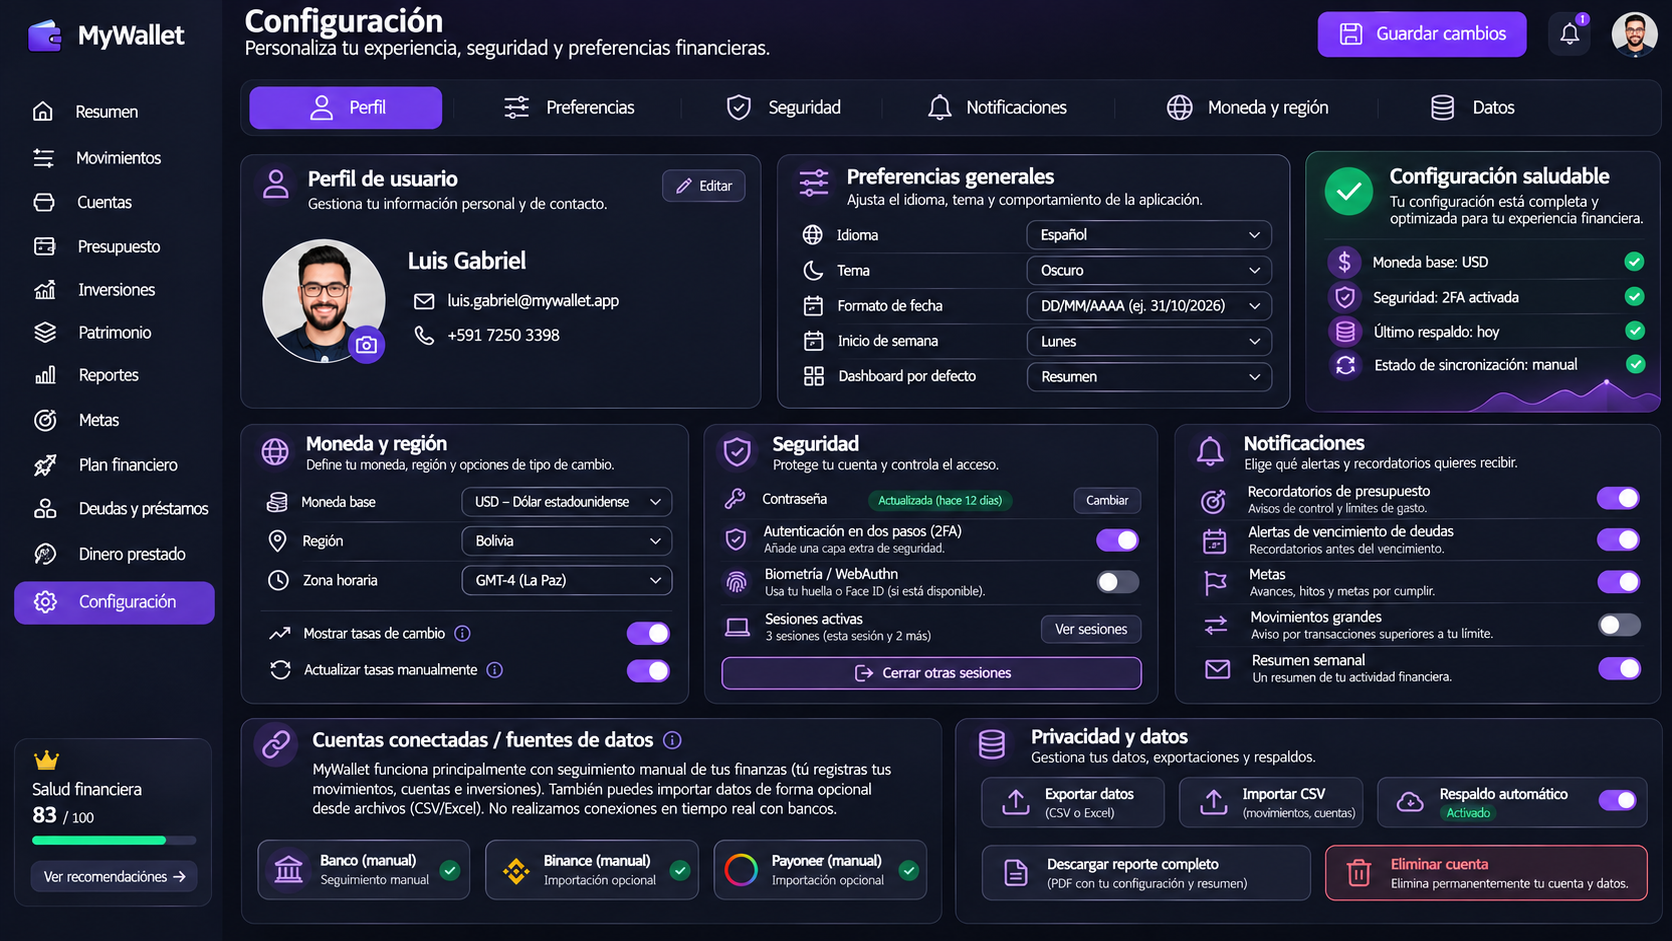 MyWallet
Resumen
Movimientos
Cuentas
Presupuesto
Inversiones
Patrimonio
Reportes
Metas
Plan financiero
Deudas y préstamos
Dinero prestado
Configuración
Salud financiera
83 / 100
Ver recomendaciónes →
Configuración
Personaliza tu experiencia, seguridad y preferencias financieras.
Guardar cambios
1
Perfil
Preferencias
Seguridad
Notificaciones
Moneda y región
Datos
Perfil de usuario
Gestiona tu información personal y de contacto.
Editar
Luis Gabriel
luis.gabriel@mywallet.app
+591 7250 3398
Preferencias generales
Ajusta el idioma, tema y comportamiento de la aplicación.
Idioma
Español
Tema
Oscuro
Formato de fecha
DD/MM/AAAA (ej. 31/10/2026)
Inicio de semana
Lunes
Dashboard por defecto
Resumen
Configuración saludable
Tu configuración está completa y
optimizada para tu experiencia financiera.
Moneda base: USD
Seguridad: 2FA activada
Último respaldo: hoy
Estado de sincronización: manual
Moneda y región
Define tu moneda, región y opciones de tipo de cambio.
Moneda base
USD – Dólar estadounidense
Región
Bolivia
Zona horaria
GMT-4 (La Paz)
Mostrar tasas de cambio
Actualizar tasas manualmente
Seguridad
Protege tu cuenta y controla el acceso.
Contraseña
Actualizada (hace 12 días)
Cambiar
Autenticación en dos pasos (2FA)
Añade una capa extra de seguridad.
Biometría / WebAuthn
Usa tu huella o Face ID (si está disponible).
Sesiones activas
3 sesiones (esta sesión y 2 más)
Ver sesiones
Cerrar otras sesiones
Notificaciones
Elige qué alertas y recordatorios quieres recibir.
Recordatorios de presupuesto
Avisos de control y límites de gasto.
Alertas de vencimiento de deudas
Recordatorios antes del vencimiento.
Metas
Avances, hitos y metas por cumplir.
Movimientos grandes
Aviso por transacciones superiores a tu límite.
Resumen semanal
Un resumen de tu actividad financiera.
Cuentas conectadas / fuentes de datos
MyWallet funciona principalmente con seguimiento manual de tus finanzas (tú registras tus
movimientos, cuentas e inversiones). También puedes importar datos de forma opcional
desde archivos (CSV/Excel). No realizamos conexiones en tiempo real con bancos.
Banco (manual)
Seguimiento manual
Binance (manual)
Importación opcional
Payoneer (manual)
Importación opcional
Privacidad y datos
Gestiona tus datos, exportaciones y respaldos.
Exportar datos
(CSV o Excel)
Importar CSV
(movimientos, cuentas)
Respaldo automático
Activado
Descargar reporte completo
(PDF con tu configuración y resumen)
Eliminar cuenta
Elimina permanentemente tu cuenta y datos.